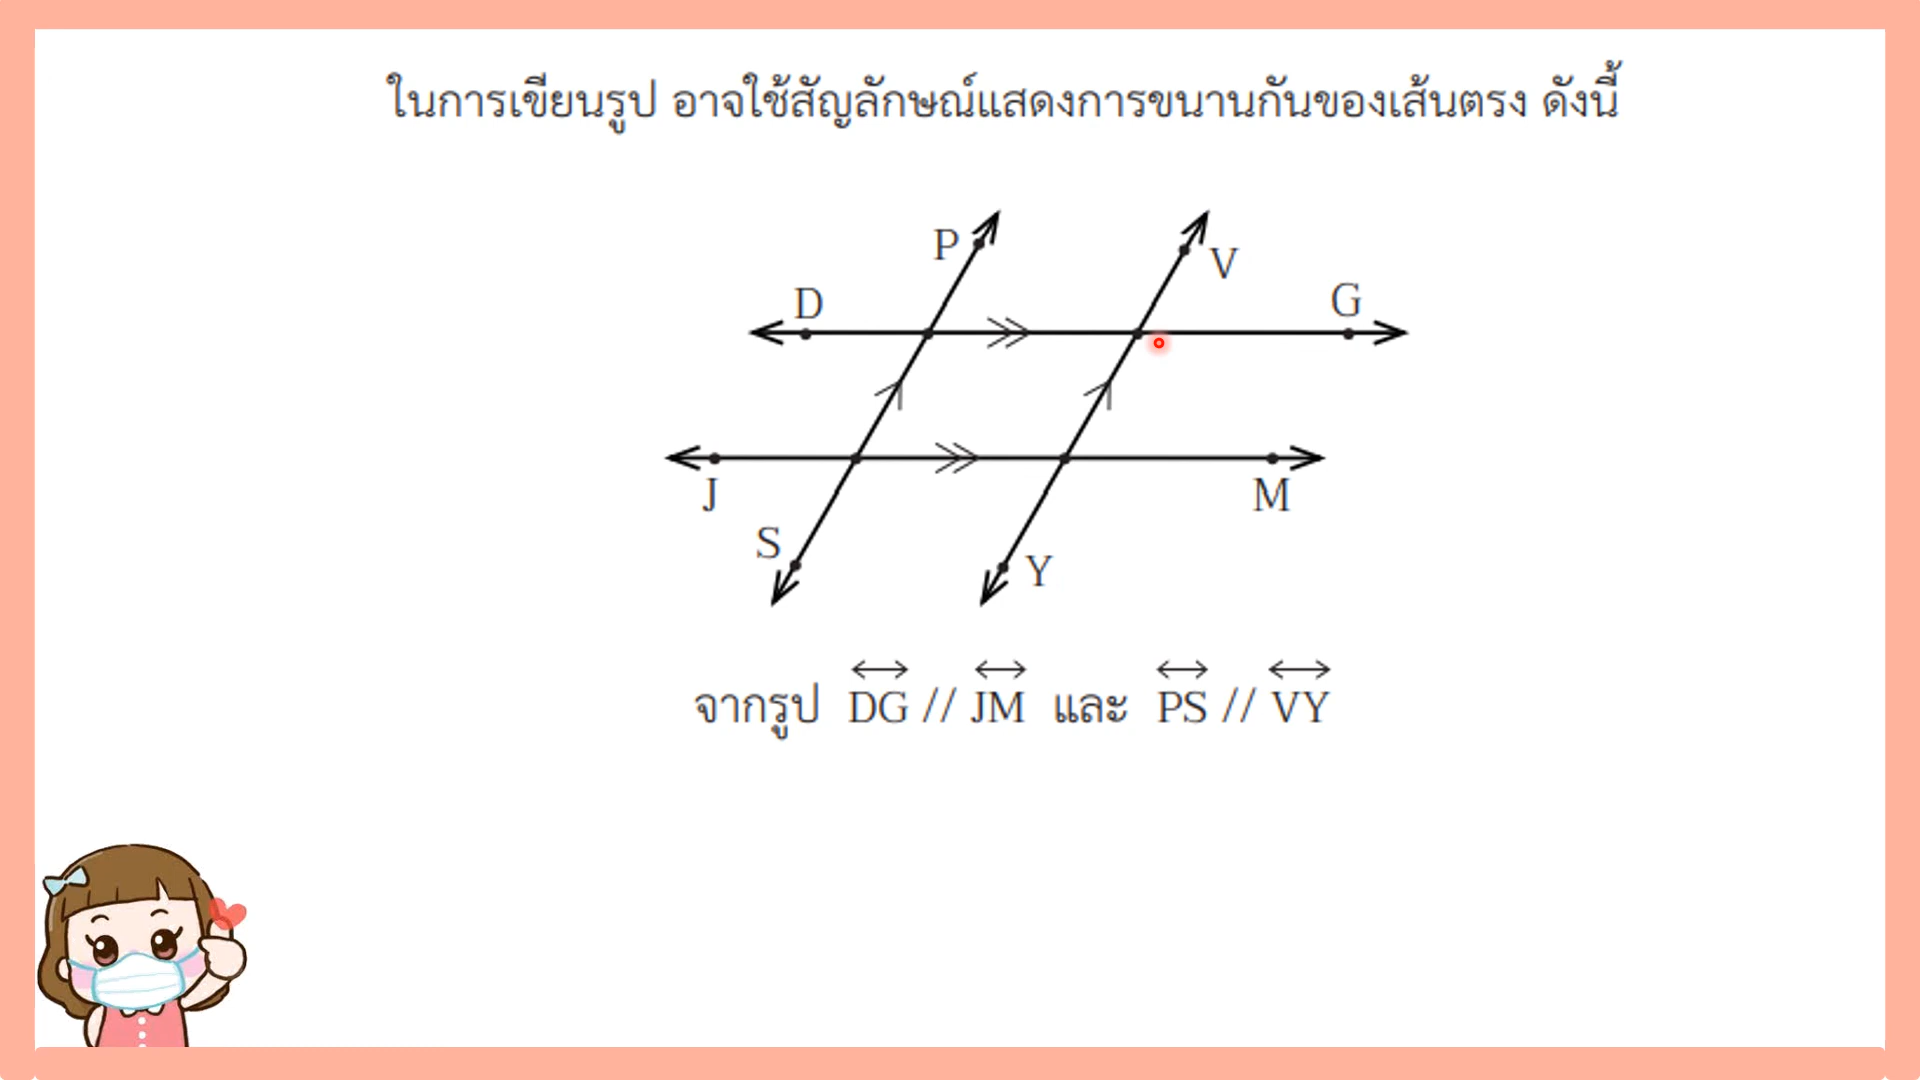 ในการเขียนรูป อาจใช้สัญลักษณ์แสดงการขนานกันของเส้นตรง ดังนี้
P
V
D
G
J
M
S
Y
จากรูป DG // JM และ PS // VY